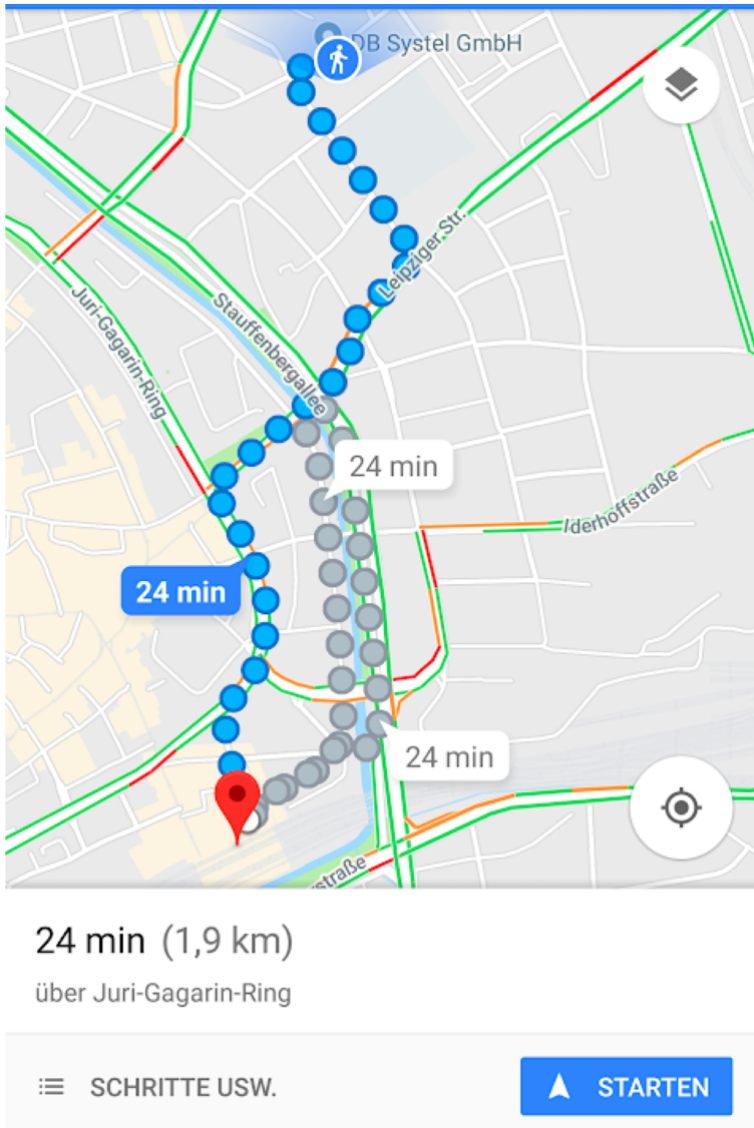 DB Systel GmbH
Leipziger Str.
Stauffenbergallee
Juri-Gagarin-Ring
24 min
Iderhoffstraße
24 min
24 min
24 min (1,9 km)
über Juri-Gagarin-Ring
SCHRITTE USW.
STARTEN